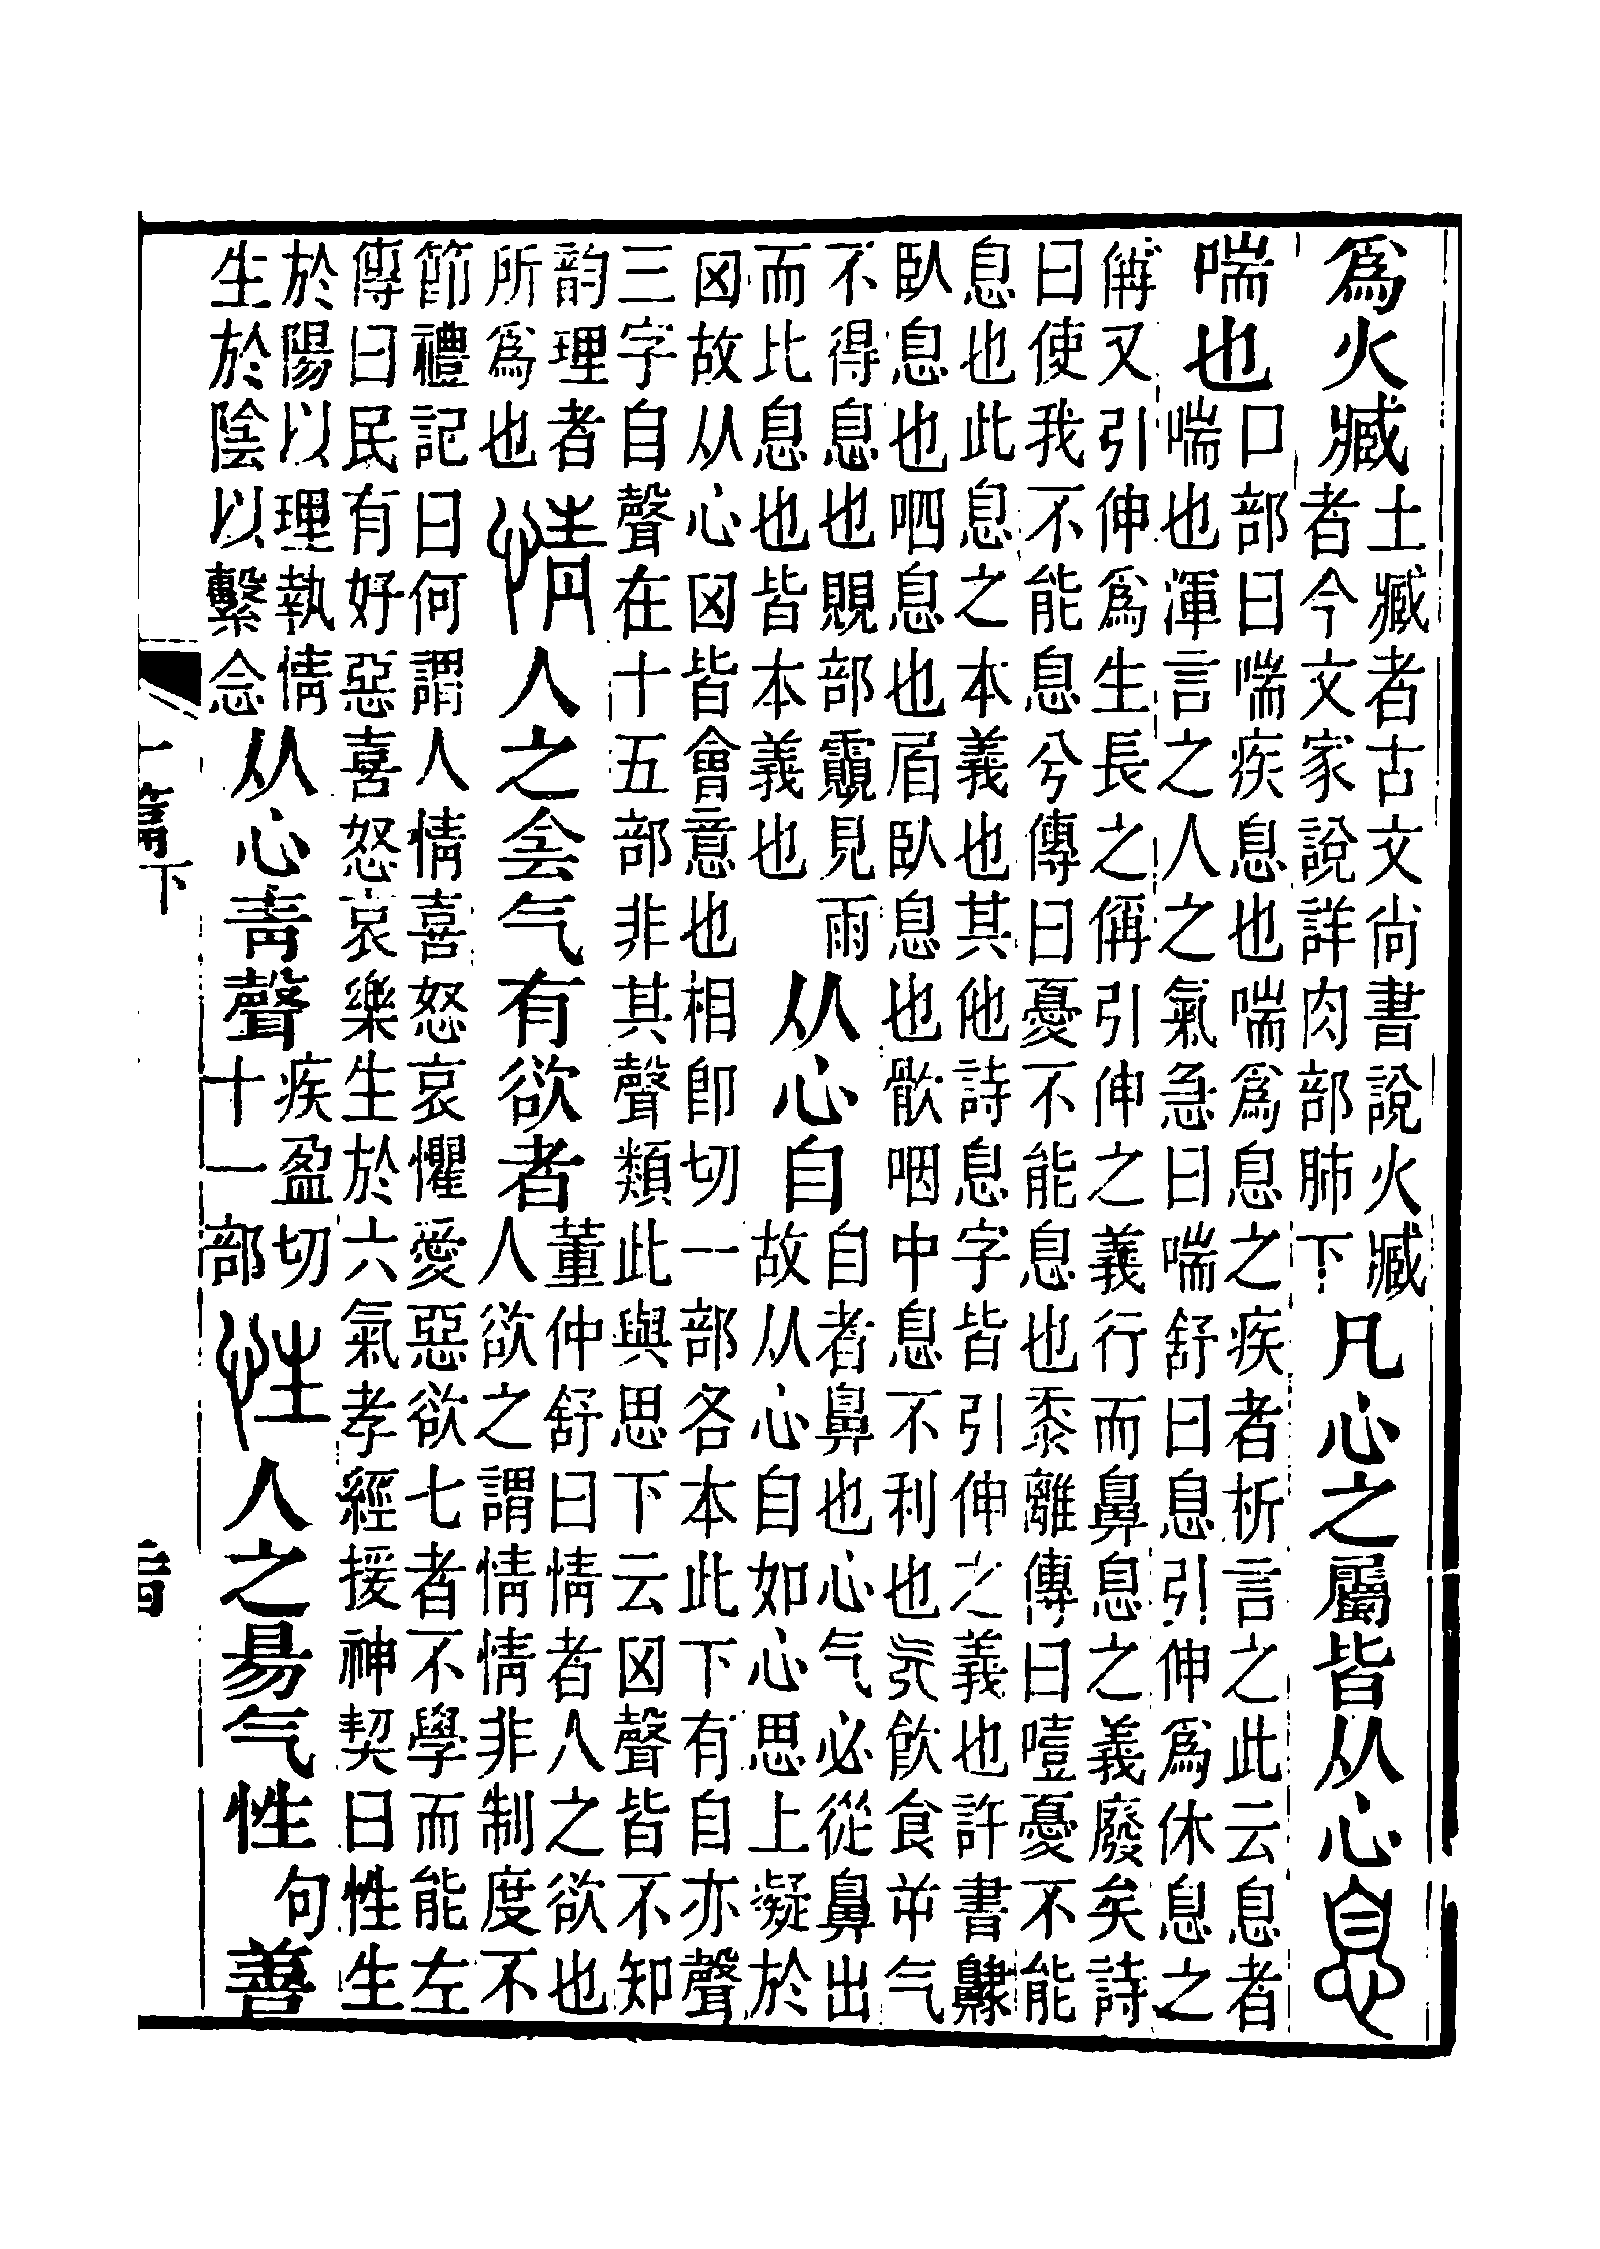 爲火臧土臧者古文尚書說火臧者今文家說詳肉部肺下凡心之屬皆从心息
喘也口部曰喘疾息也喘爲息之疾者析言之此云息者喘也渾言之人之氣急曰喘舒曰息引伸爲休息之
偁又引伸爲生長之稱引伸之義行而鼻息之義廢矣詩曰使我不能息兮傳曰憂不能息也黍離傳曰噎憂不能
息也此息之本義也其他詩息字皆引伸之義也許書齂臥息也呬息也㞒臥息也㱊咽中息不利也旡飮食屰气
不得息也覞部䨲見雨而比息也皆本義也从心自自者鼻也心气必從鼻出故从心自如心思上凝於
囟故从心囟皆會意也相卽切一部各本此下有自亦聲三字自聲在十五部非其聲類此與思下云囟聲皆不知
韵理者所爲也情人之侌气有欲者董仲舒曰情者人之欲也人欲之謂情情非制度不
節禮記曰何謂人情喜怒哀懼愛惡欲七者不學而能左傳曰民有好惡喜怒哀樂生於六氣孝經援神契曰性生
於陽以理執情生於陰以繫念从心靑聲疾盈切十一部性人之昜气性句善
十篇下